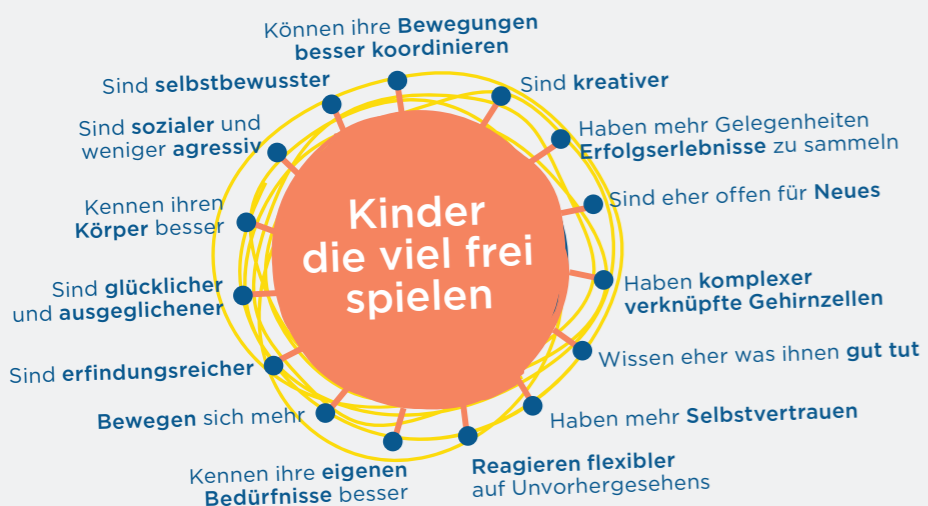 Kinder
die viel frei
spielen
Können ihre Bewegungen
besser koordinieren
Sind kreativer
Haben mehr Gelegenheiten
Erfolgserlebnisse zu sammeln
Sind eher offen für Neues
Haben komplexer
verknüpfte Gehirnzellen
Wissen eher was ihnen gut tut
Haben mehr Selbstvertrauen
Reagieren flexibler
auf Unvorhergesehens
Kennen ihre eigenen
Bedürfnisse besser
Bewegen sich mehr
Sind erfindungsreicher
Sind glücklicher
und ausgeglichener
Kennen ihren
Körper besser
Sind sozialer und
weniger agressiv
Sind selbstbewusster